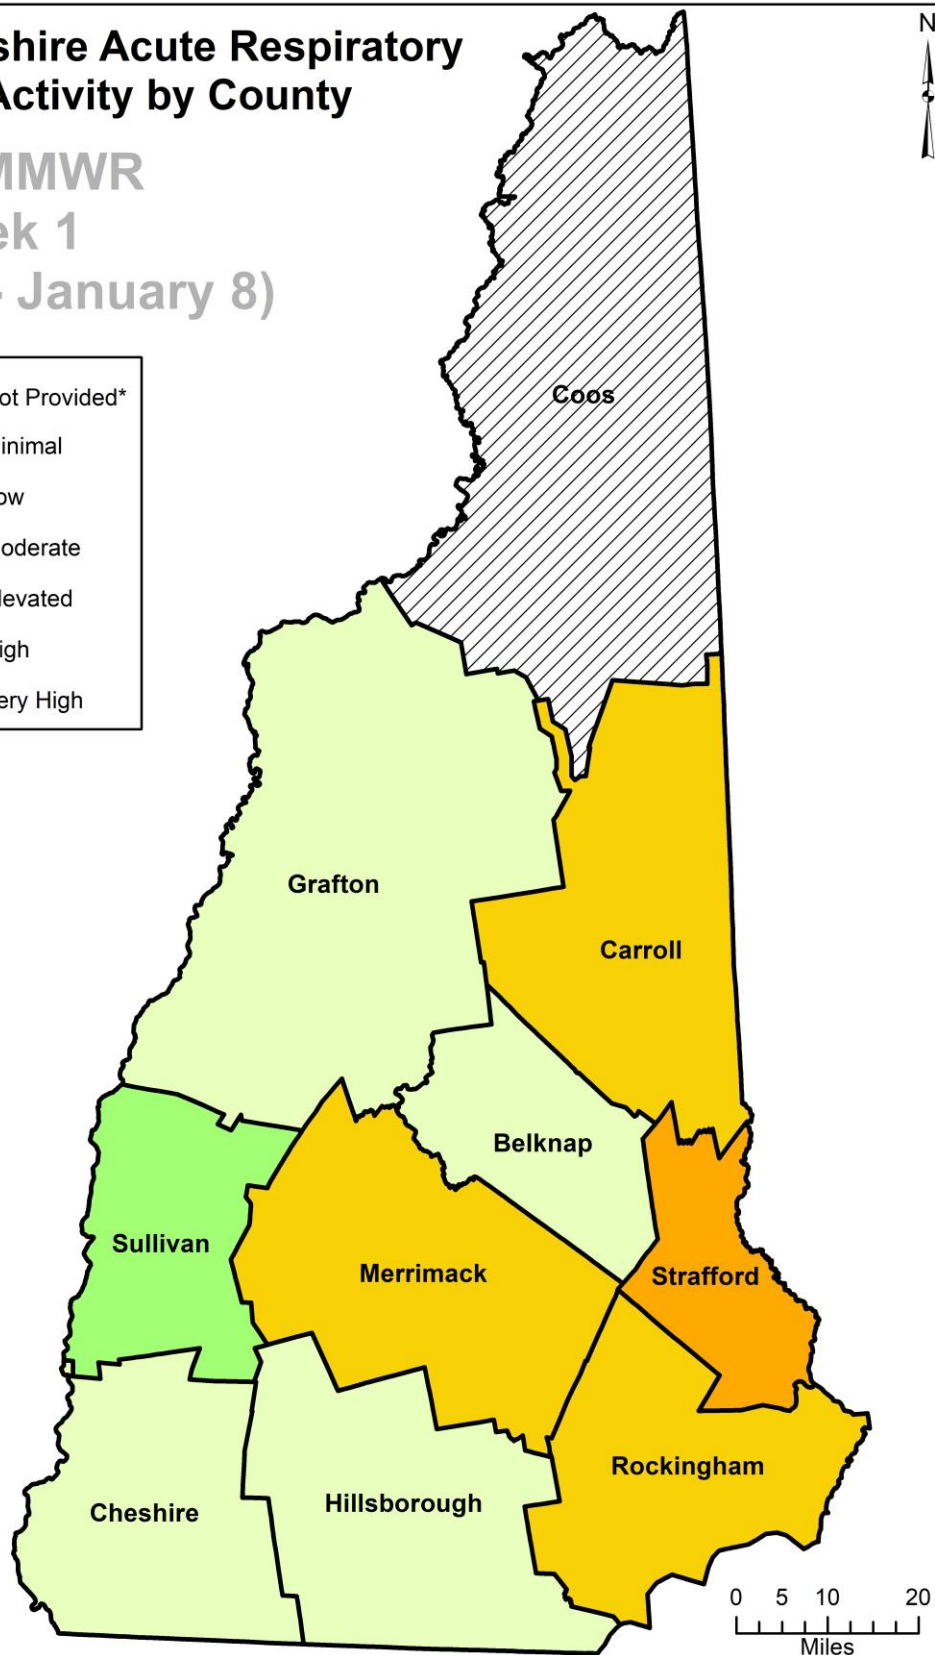 shire Acute Respiratory
Activity by County
N
MMWR
ek 1
- January 8)
ot Provided*
inimal
ow
oderate
levated
igh
ery High
Coos
Grafton
Carroll
Belknap
Sullivan
Merrimack
Strafford
Rockingham
Hillsborough
Cheshire
0 5 10 20
Miles